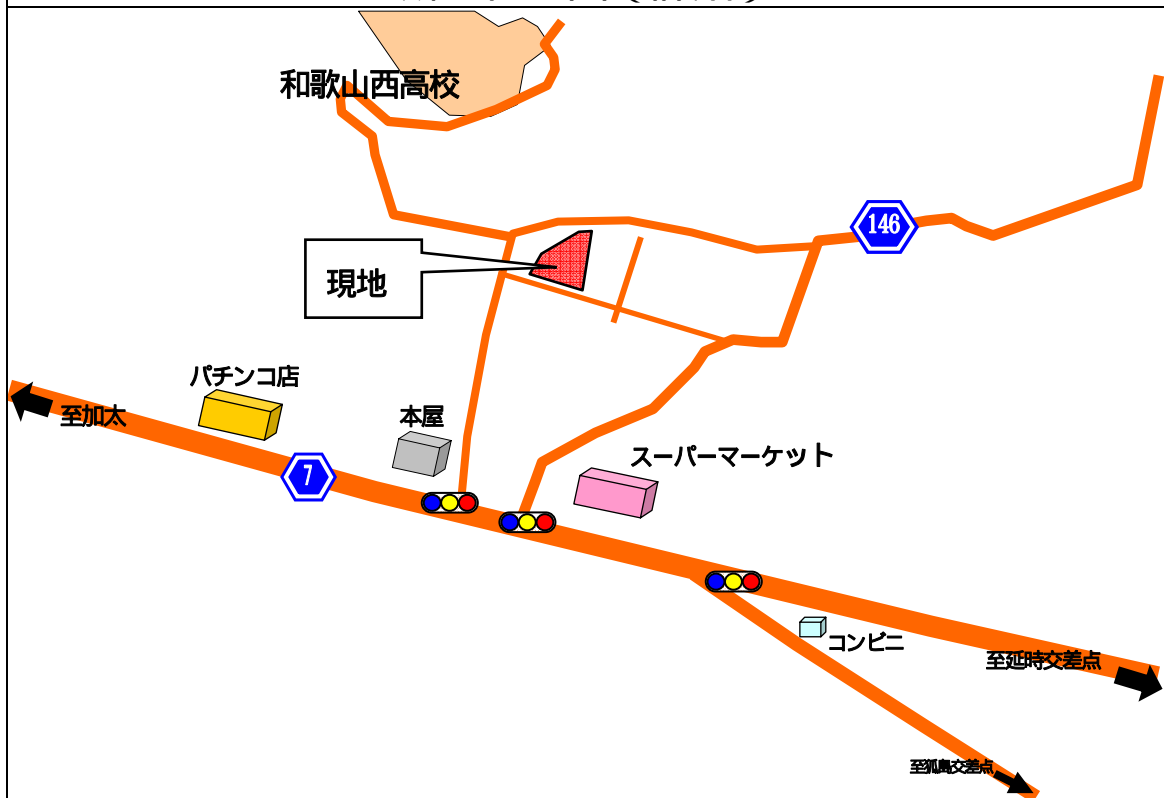 和歌山西高校
146
現地
パチンコ店
至加太
本屋
スーパーマーケット
7
コンビニ
至延時交差点
至狐島交差点